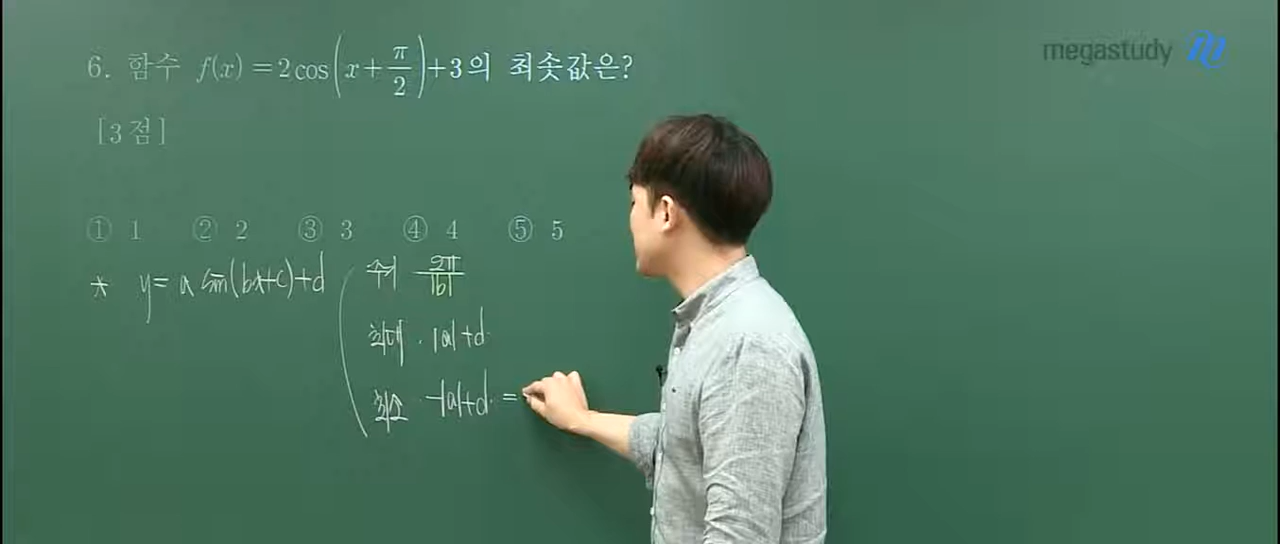 megastudy
6. 함수 f(x)=2cos(x+π/2)+3의 최솟값은?
[3점]
① 1 ② 2 ③ 3 ④ 4 ⑤ 5
* y= a sin(bx+c)+d
주기 2π/|b|
최대 . |a|+d.
최소 -|a|+d. =